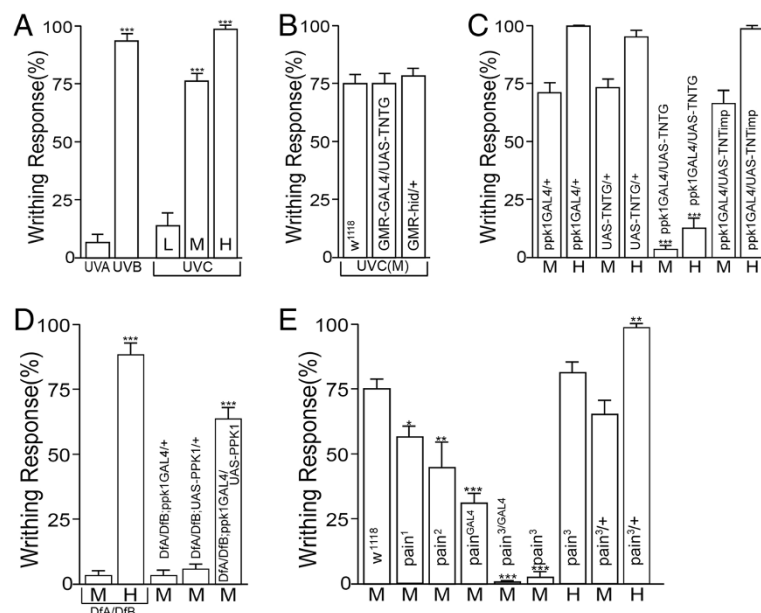 A
Writhing Response(%)
100
75
50
25
0
***
***
***
L
M
H
UVA
UVB
UVC
B
Writhing Response(%)
100
75
50
25
0
w1118
GMR-GAL4/UAS-TNTG
GMR-hid/+
UVC(M)
C
Writhing Response(%)
100
75
50
25
0
ppk1GAL4/+
ppk1GAL4/+
UAS-TNTG/+
UAS-TNTG/+
*** ppk1GAL4/UAS-TNTG
*** ppk1GAL4/UAS-TNTG
ppk1GAL4/UAS-TNTimp
ppk1GAL4/UAS-TNTimp
M H M H M H M H
D
Writhing Response(%)
100
75
50
25
0
***
***
DfA/DfB;ppk1GAL4/+
DfA/DfB;UAS-PPK1/+
DfA/DfB;ppk1GAL4/
UAS-PPK1
M H M M M
DfA/DfB
E
Writhing Response(%)
100
75
50
25
0
*
**
***
***
***
**
w1118
pain1
pain2
painGAL4
pain3/GAL4
pain3
pain3
pain3/+
pain3/+
M M M M M M H M H